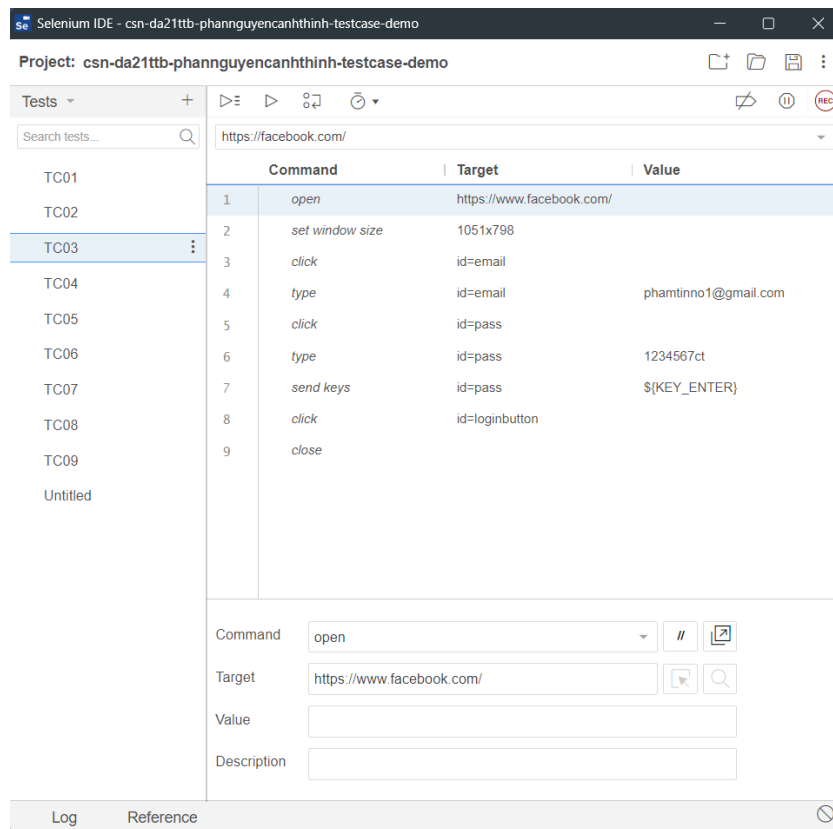 Selenium IDE - csn-da21ttb-phannguyencanhthinh-testcase-demo
Project: csn-da21ttb-phannguyencanhthinh-testcase-demo
Tests
REC
Search tests...
https://facebook.com/
Command Target Value
TC01
TC02
TC03
TC04
TC05
TC06
TC07
TC08
TC09
Untitled
1 open https://www.facebook.com/
2 set window size 1051x798
3 click id=email
4 type id=email phamtinno1@gmail.com
5 click id=pass
6 type id=pass 1234567ct
7 send keys id=pass ${KEY_ENTER}
8 click id=loginbutton
9 close
Command open //
Target https://www.facebook.com/
Value
Description
Log Reference